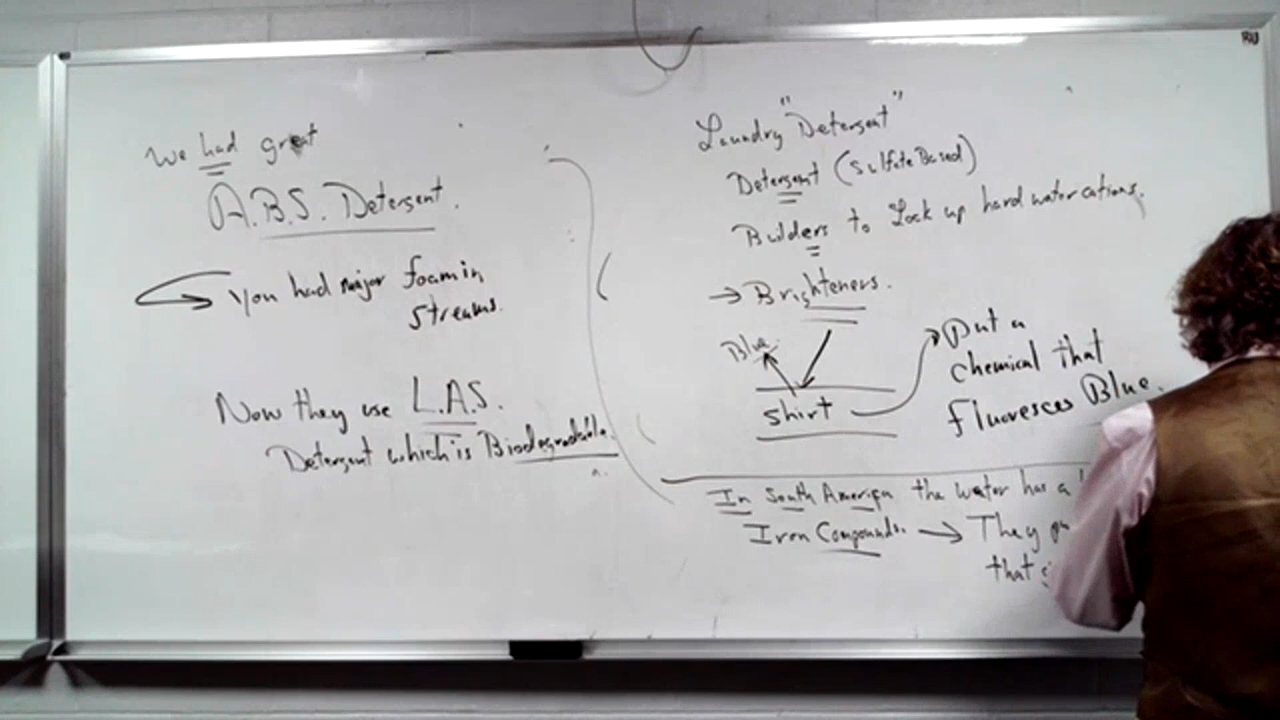 We had great
A.B.S. Detergent.
You had major foam in
streams.
Now they use L.A.S.
Detergent which is Biodegradable.
Laundry "Detergent"
Detergent (Sulfate Based)
Builders to Lock up hard water cations.
→ Brighteners.
Blue
shirt
Put a
chemical that
fluoresces Blue.
In South America the water has a
Iron Compounds. → They
that